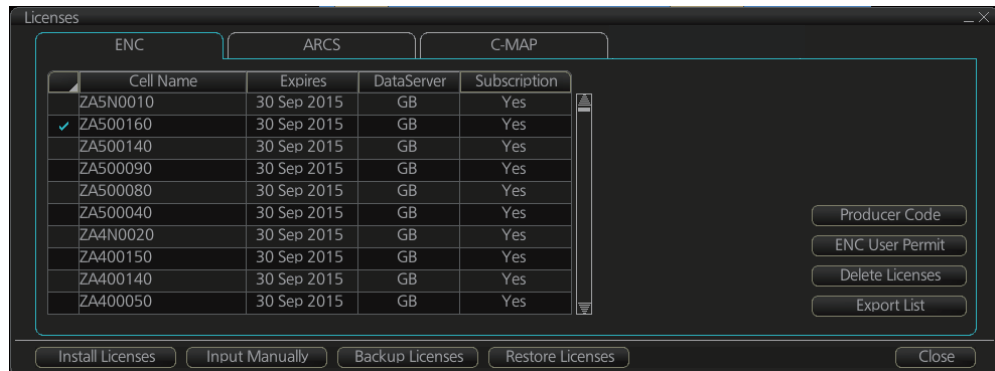 Licenses
ENC ARCS C-MAP
Cell Name Expires DataServer Subscription
ZA5N0010 30 Sep 2015 GB Yes
ZA500160 30 Sep 2015 GB Yes
ZA500140 30 Sep 2015 GB Yes
ZA500090 30 Sep 2015 GB Yes
ZA500080 30 Sep 2015 GB Yes
ZA500040 30 Sep 2015 GB Yes
ZA4N0020 30 Sep 2015 GB Yes
ZA400150 30 Sep 2015 GB Yes
ZA400140 30 Sep 2015 GB Yes
ZA400050 30 Sep 2015 GB Yes
Producer Code
ENC User Permit
Delete Licenses
Export List
Install Licenses Input Manually Backup Licenses Restore Licenses Close